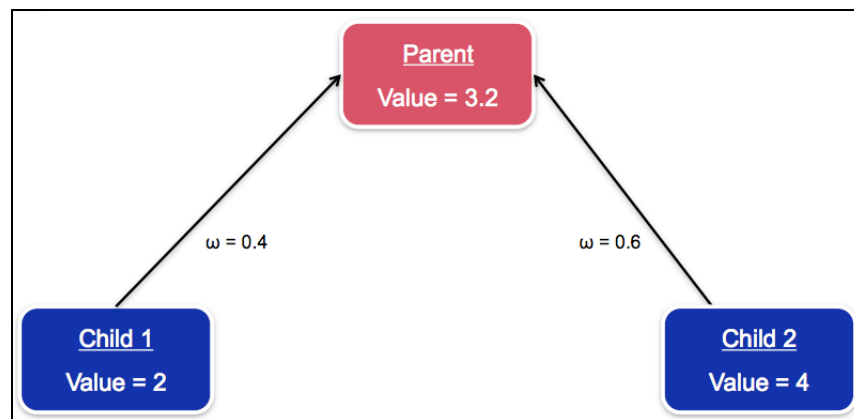 Parent
Value = 3.2
ω = 0.4
ω = 0.6
Child 1
Value = 2
Child 2
Value = 4